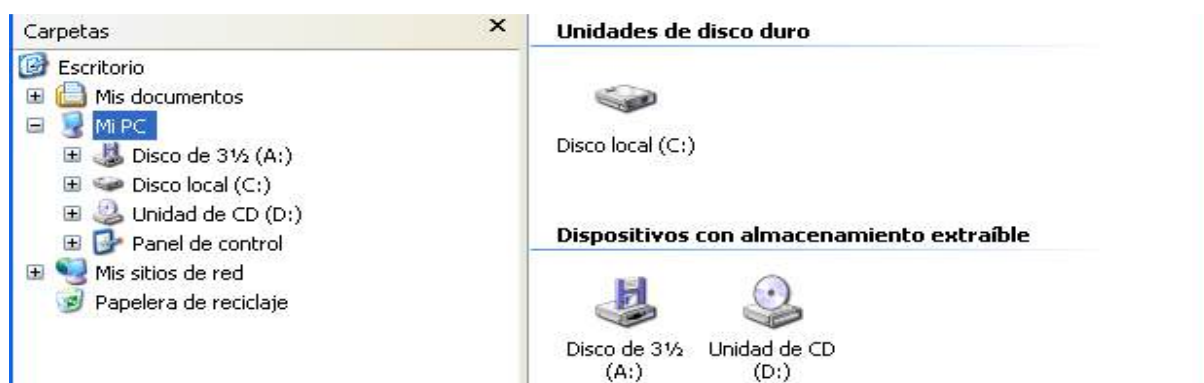 Carpetas
Escritorio
Mis documentos
Mi PC
Disco de 3½ (A:)
Disco local (C:)
Unidad de CD (D:)
Panel de control
Mis sitios de red
Papelera de reciclaje
Unidades de disco duro
Disco local (C:)
Dispositivos con almacenamiento extraíble
Disco de 3½
(A:)
Unidad de CD
(D:)